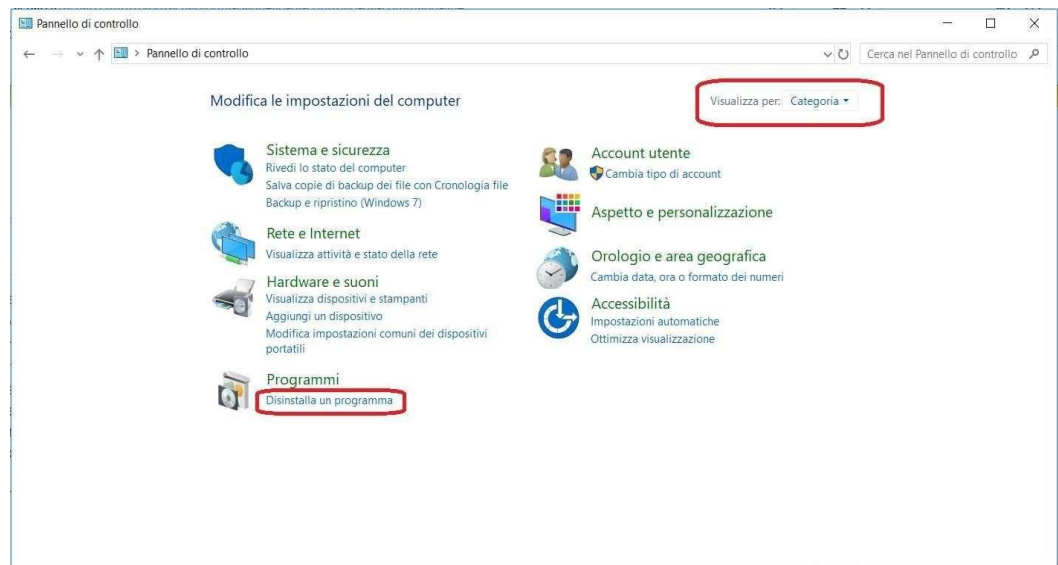 Pannello di controllo
Pannello di controllo
Cerca nel Pannello di controllo
Modifica le impostazioni del computer
Visualizza per: Categoria
Sistema e sicurezza
Rivedi lo stato del computer
Salva copie di backup dei file con Cronologia file
Backup e ripristino (Windows 7)
Rete e Internet
Visualizza attività e stato della rete
Hardware e suoni
Visualizza dispositivi e stampanti
Aggiungi un dispositivo
Modifica impostazioni comuni dei dispositivi
portatili
Programmi
Disinstalla un programma
Account utente
Cambia tipo di account
Aspetto e personalizzazione
Orologio e area geografica
Cambia data, ora o formato dei numeri
Accessibilità
Impostazioni automatiche
Ottimizza visualizzazione